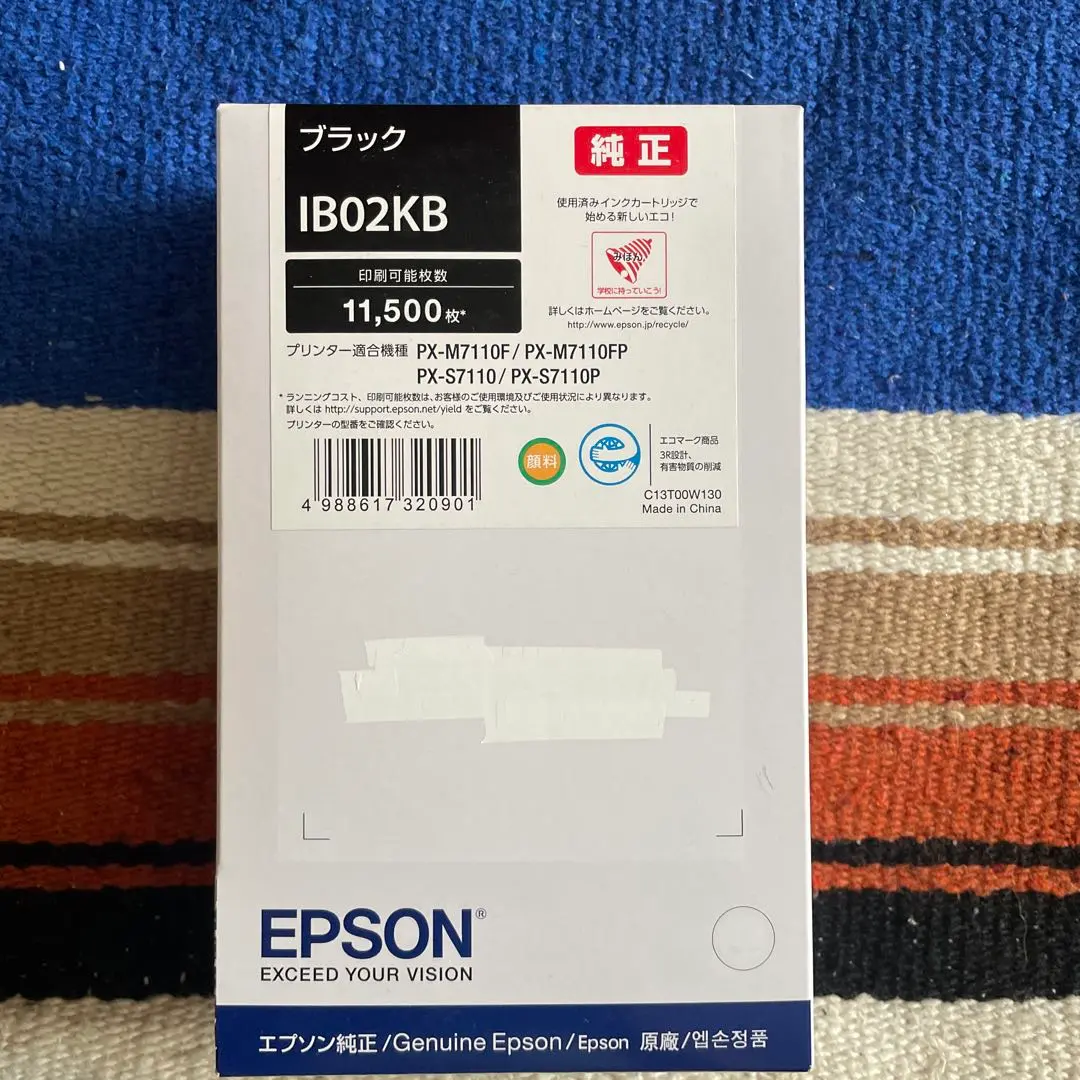 ブラック
IB02KB
印刷可能枚数
11,500枚*
純正
使用済みインクカートリッジで
始める新しいエコ!
みほん
学校に持っていこう!
詳しくはホームページをご覧ください。
http://www.epson.jp/recycle/
プリンター適合機種 PX-M7110F / PX-M7110FP
PX-S7110 / PX-S7110P
* ランニングコスト、印刷可能枚数は、お客様のご使用環境及びご使用状況により異なります。
詳しくは http://support.epson.net/yield をご覧ください。
プリンターの型番をご確認ください。
4 988617 320901
顔料
エコマーク商品
3R設計、
有害物質の削減
C13T00W130
Made in China
EPSON®
EXCEED YOUR VISION
エプソン純正/Genuine Epson/Epson 原廠/엡손정품